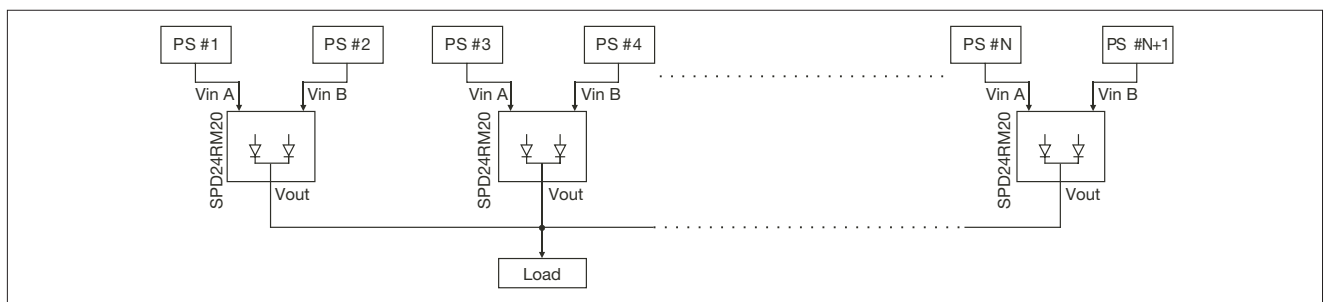 PS #1
PS #2
PS #3
PS #4
PS #N
PS #N+1
Vin A
Vin B
Vin A
Vin B
Vin A
Vin B
SPD24RM20
SPD24RM20
SPD24RM20
Vout
Vout
Vout
Load